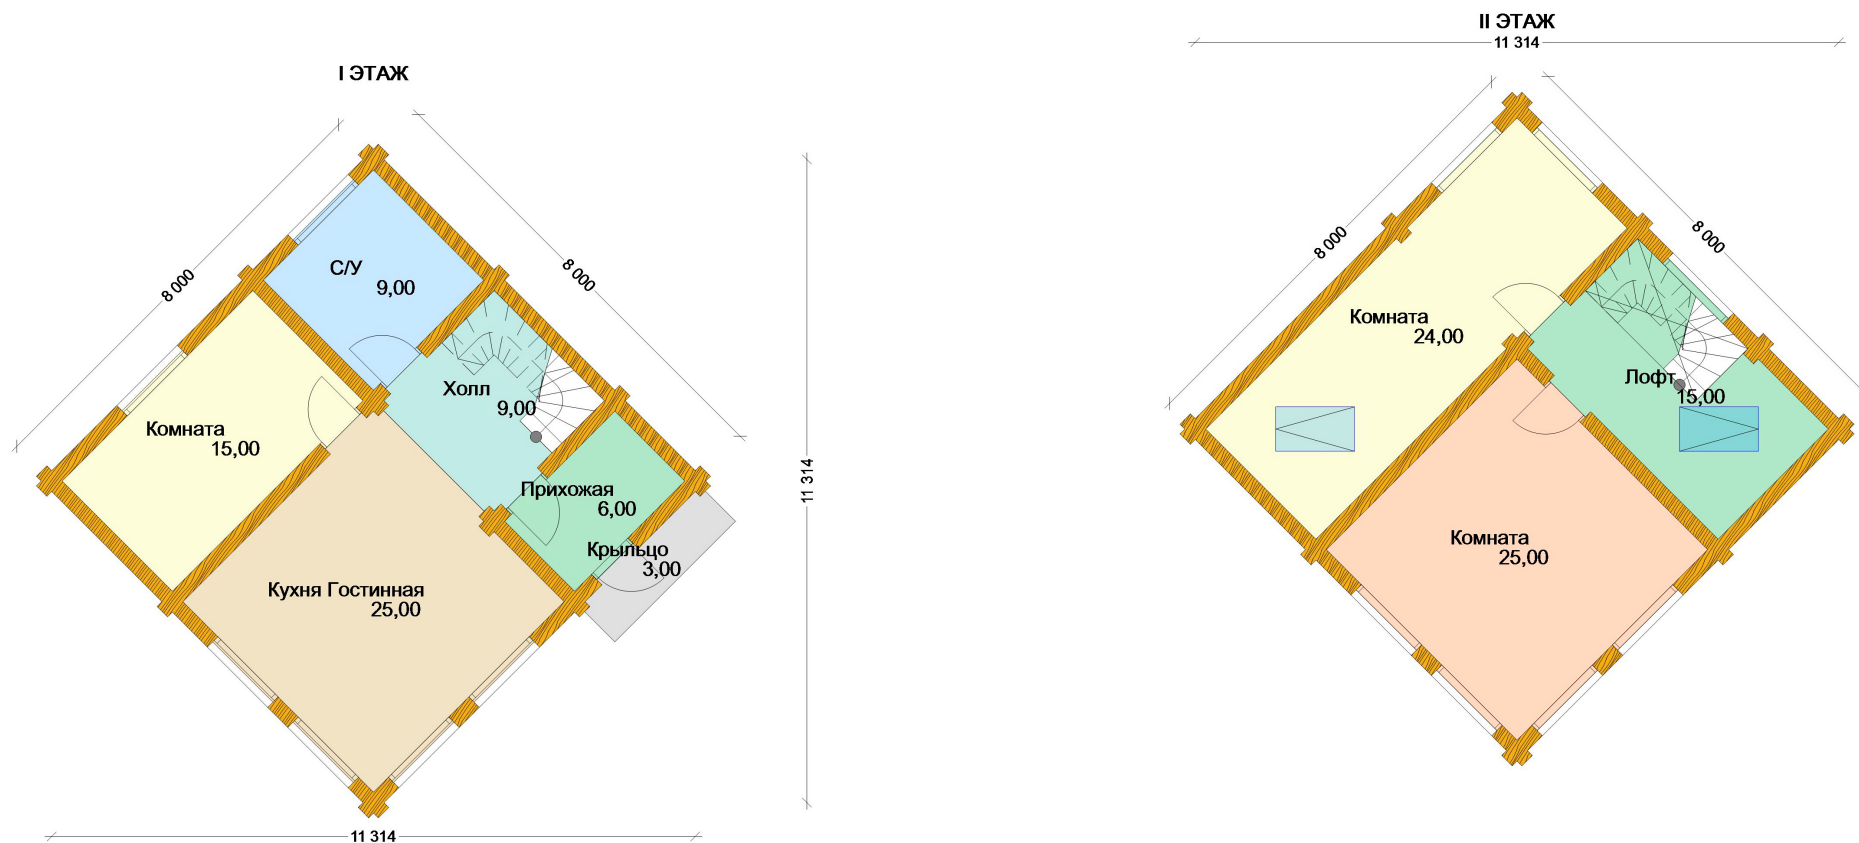 I ЭТАЖ
8 000
8 000
С/У
9,00
Холл
9,00
Комната
15,00
Прихожая
6,00
Крыльцо
3,00
Кухня Гостинная
25,00
11 314
11 314
II ЭТАЖ
11 314
8 000
8 000
Комната
24,00
Лофт
15,00
Комната
25,00